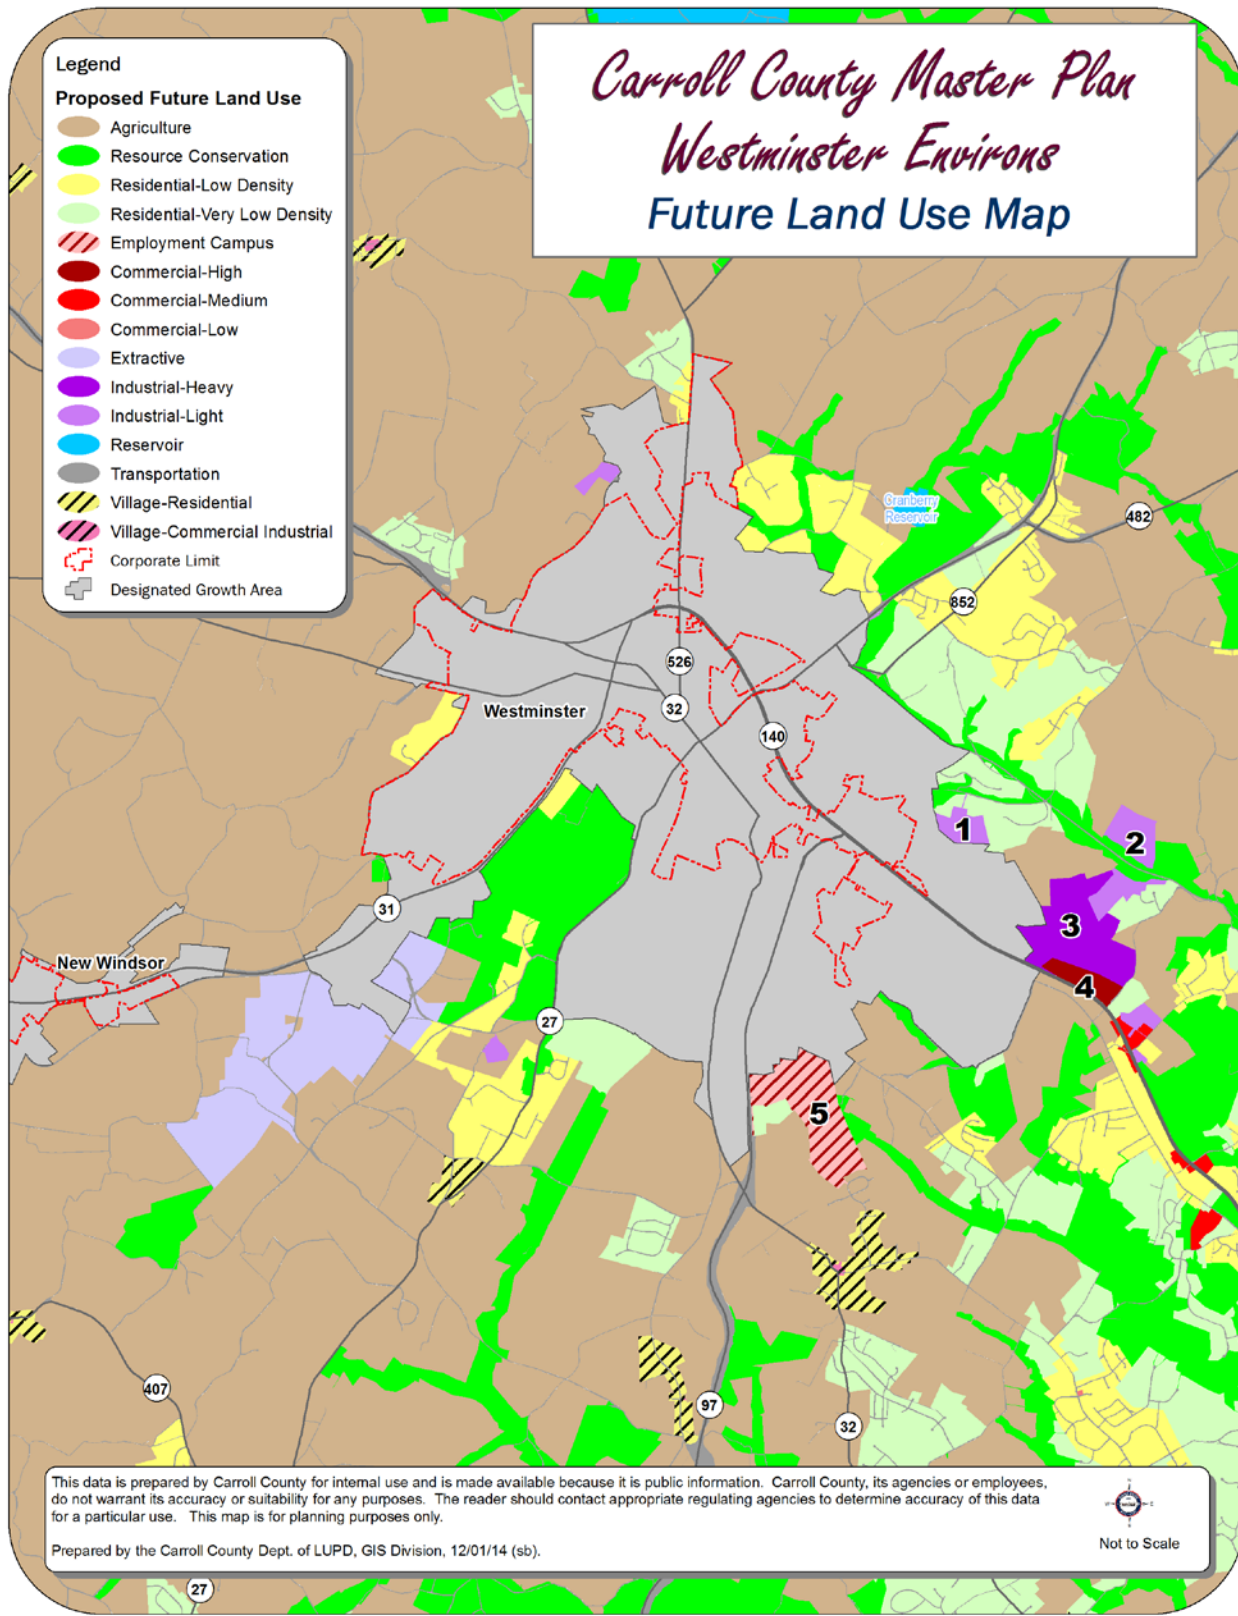 Carroll County Master Plan
Westminster Environs
Future Land Use Map
Legend
Proposed Future Land Use
Agriculture
Resource Conservation
Residential-Low Density
Residential-Very Low Density
Employment Campus
Commercial-High
Commercial-Medium
Commercial-Low
Extractive
Industrial-Heavy
Industrial-Light
Reservoir
Transportation
Village-Residential
Village-Commercial Industrial
Corporate Limit
Designated Growth Area
Cranberry
Reservoir
482
852
526
Westminster
32
140
1
2
31
3
New Windsor
4
27
5
407
97
32
This data is prepared by Carroll County for internal use and is made available because it is public information. Carroll County, its agencies or employees,
do not warrant its accuracy or suitability for any purposes. The reader should contact appropriate regulating agencies to determine accuracy of this data
for a particular use. This map is for planning purposes only.
Prepared by the Carroll County Dept. of LUPD, GIS Division, 12/01/14 (sb).
Not to Scale
27